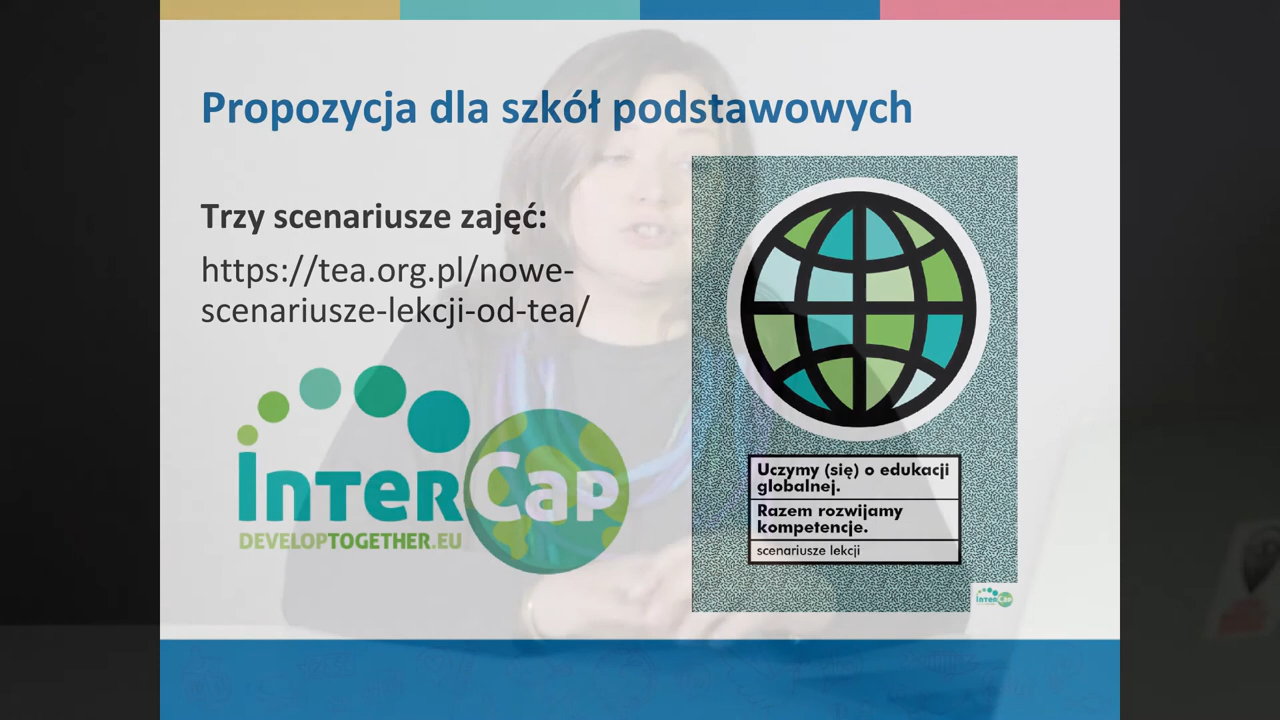 Propozycja dla szkół podstawowych
Trzy scenariusze zajęć:
https://tea.org.pl/nowe-
scenariusze-lekcji-od-tea/
InterCap
DEVELOPTOGETHER.EU
Uczymy (się) o edukacji
globalnej.
Razem rozwijamy
kompetencje.
scenariusze lekcji
InterCap